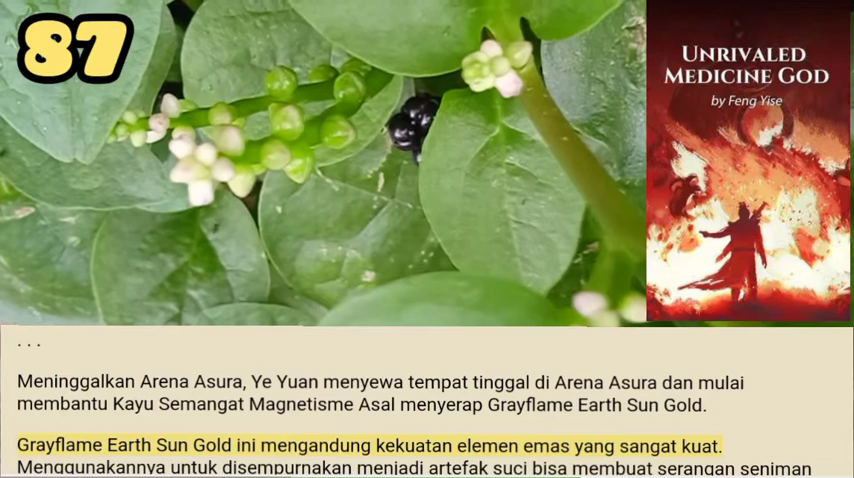 87
UNRIVALED
MEDICINE GOD
by Feng Yise
...
Meninggalkan Arena Asura, Ye Yuan menyewa tempat tinggal di Arena Asura dan mulai
membantu Kayu Semangat Magnetisme Asal menyerap Grayflame Earth Sun Gold.
Grayflame Earth Sun Gold ini mengandung kekuatan elemen emas yang sangat kuat.
Menggunakannya untuk disempurnakan menjadi artefak suci bisa membuat serangan seniman